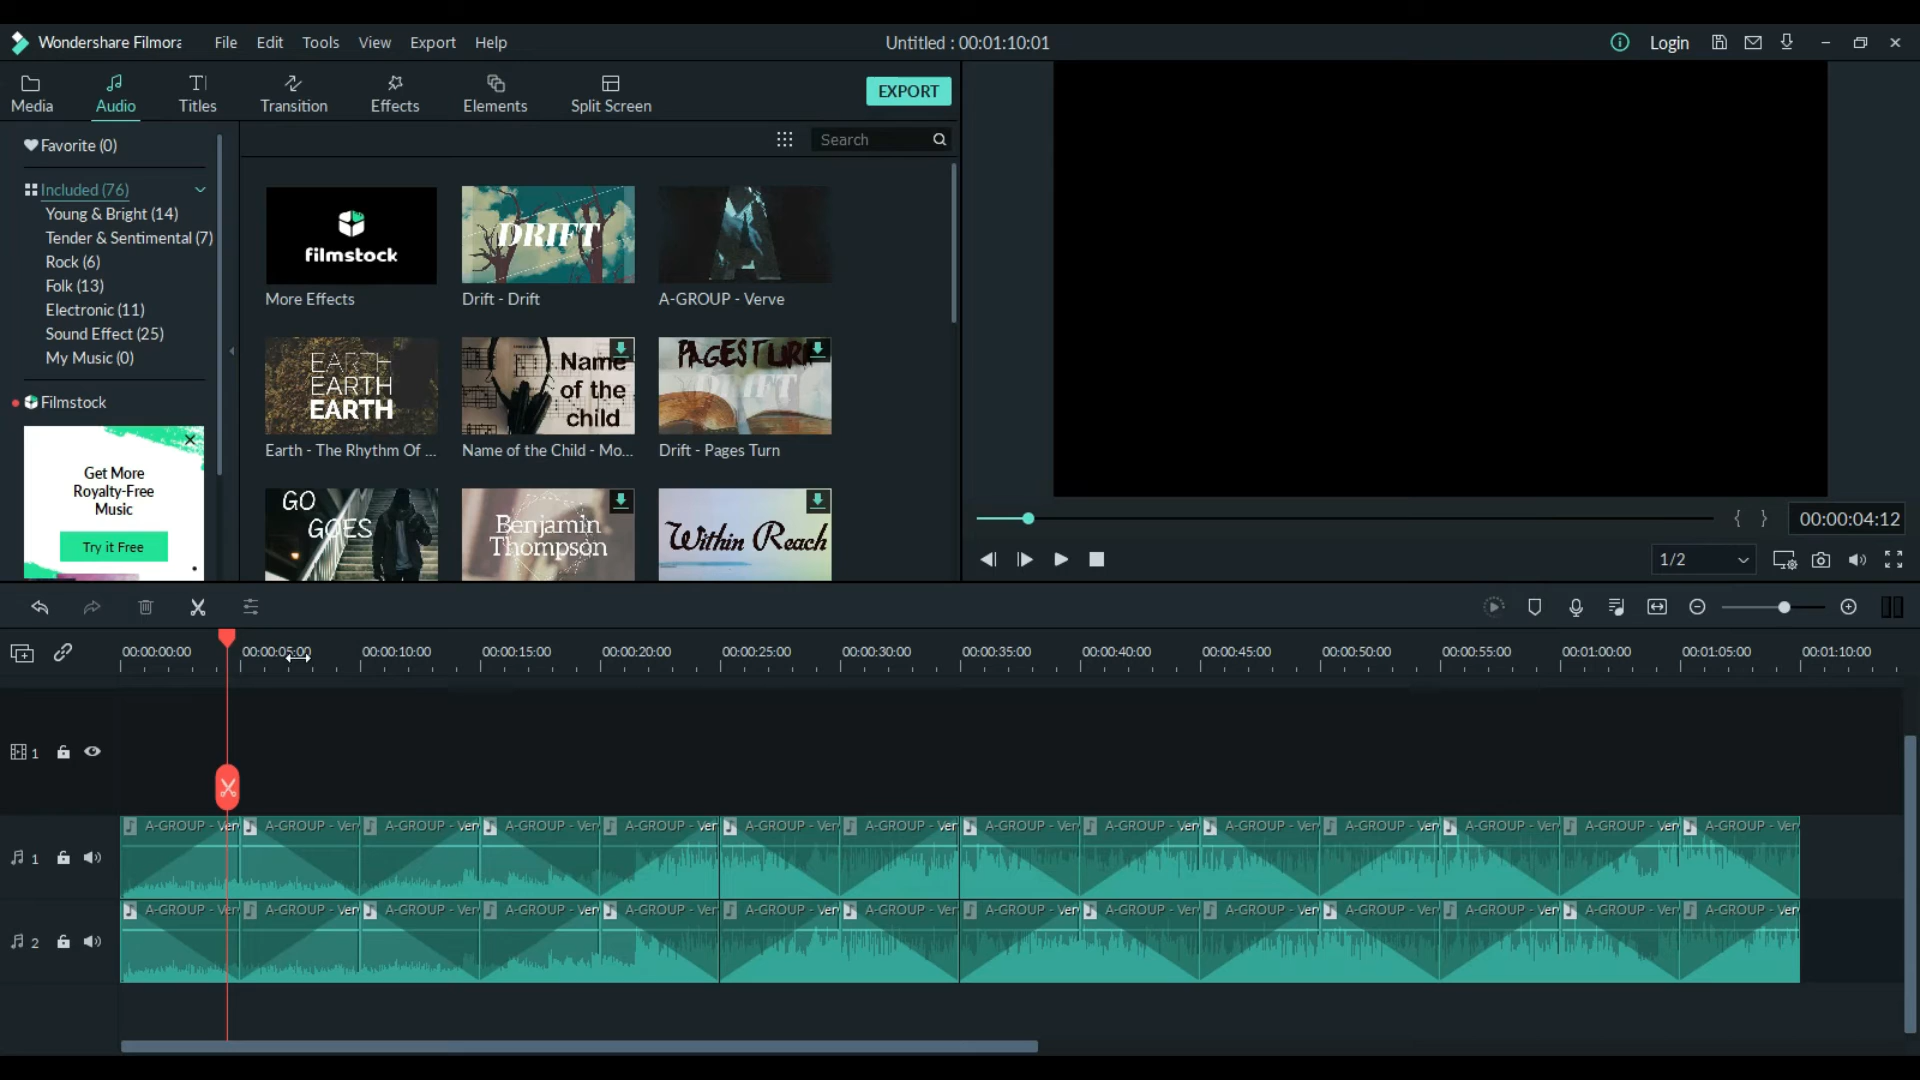 Wondershare Filmora
File Edit Tools View Export Help
Untitled : 00:01:10:01
Login
Media Audio Titles Transition Effects Elements Split Screen
EXPORT
Search
Favorite (0)
Included (76)
Young & Bright (14)
Tender & Sentimental (7)
Rock (6)
Folk (13)
Electronic (11)
Sound Effect (25)
My Music (0)
Filmstock
Get More
Royalty-Free
Music
Try it Free
filmstock
More Effects
DRIFT
Drift - Drift
A
A-GROUP - Verve
EARTH
EARTH
EARTH
Earth - The Rhythm Of ...
Name
of the
child
Name of the Child - Mo...
PAGES TURN
DRIFT
Drift - Pages Turn
GO
GOES
Benjamin
Thompson
Within Reach
{ }
00:00:04:12
1/2
00:00:00:00 00:00:05:00 00:00:10:00 00:00:15:00 00:00:20:00 00:00:25:00 00:00:30:00 00:00:35:00 00:00:40:00 00:00:45:00 00:00:50:00 00:00:55:00 00:01:00:00 00:01:05:00 00:01:10:00
1
1
A-GROUP - Ver A-GROUP - Ver A-GROUP - Ver A-GROUP - Ver A-GROUP - Ver A-GROUP - Ver A-GROUP - Ver A-GROUP - Ver A-GROUP - Ver A-GROUP - Ver A-GROUP - Ver A-GROUP - Ver A-GROUP - Ver A-GROUP - Ver
2
A-GROUP - Ver A-GROUP - Ver A-GROUP - Ver A-GROUP - Ver A-GROUP - Ver A-GROUP - Ver A-GROUP - Ver A-GROUP - Ver A-GROUP - Ver A-GROUP - Ver A-GROUP - Ver A-GROUP - Ver A-GROUP - Ver A-GROUP - Ver